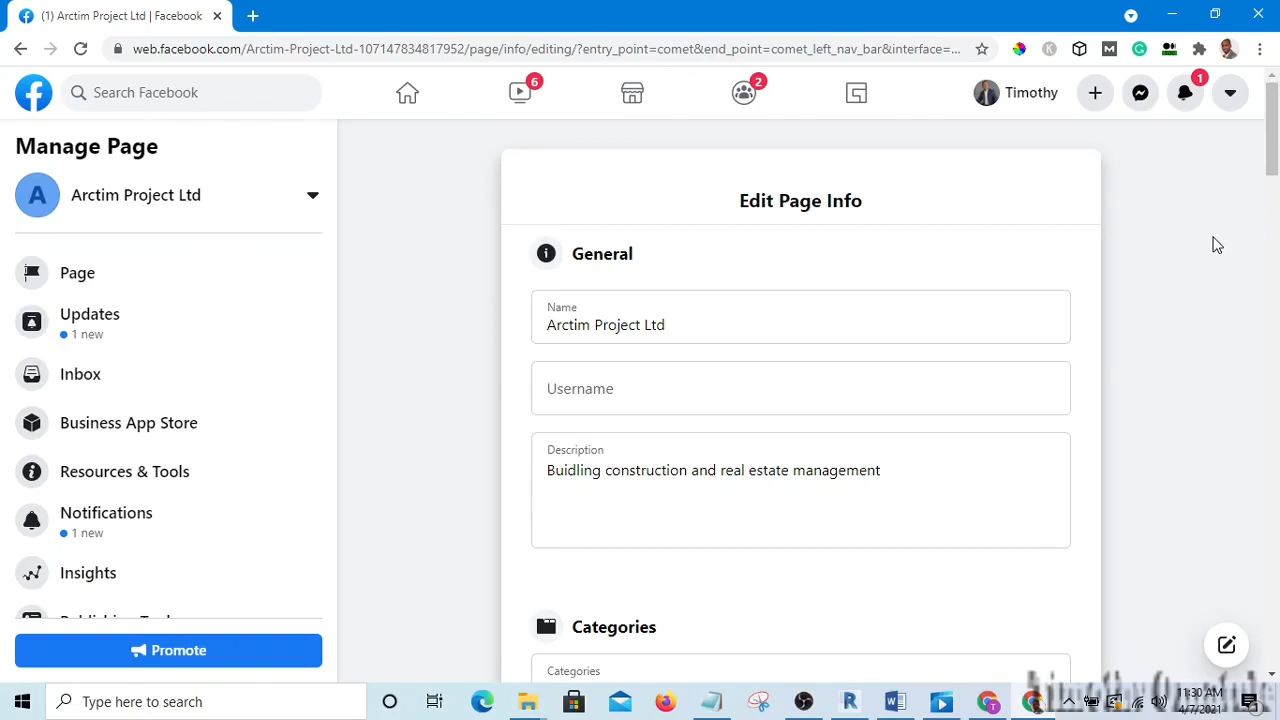 (1) Arctim Project Ltd | Facebook
web.facebook.com/Arctim-Project-Ltd-107147834817952/page/info/editing/?entry_point=comet&end_point=comet_left_nav_bar&interface=...
Search Facebook
6
2
Timothy
1
Manage Page
A
Arctim Project Ltd
Page
Updates
1 new
Inbox
Business App Store
Resources & Tools
Notifications
1 new
Insights
Promote
Edit Page Info
General
Name
Arctim Project Ltd
Username
Description
Buidling construction and real estate management
Categories
Categories
Type here to search
11:30 AM
4/7/2021